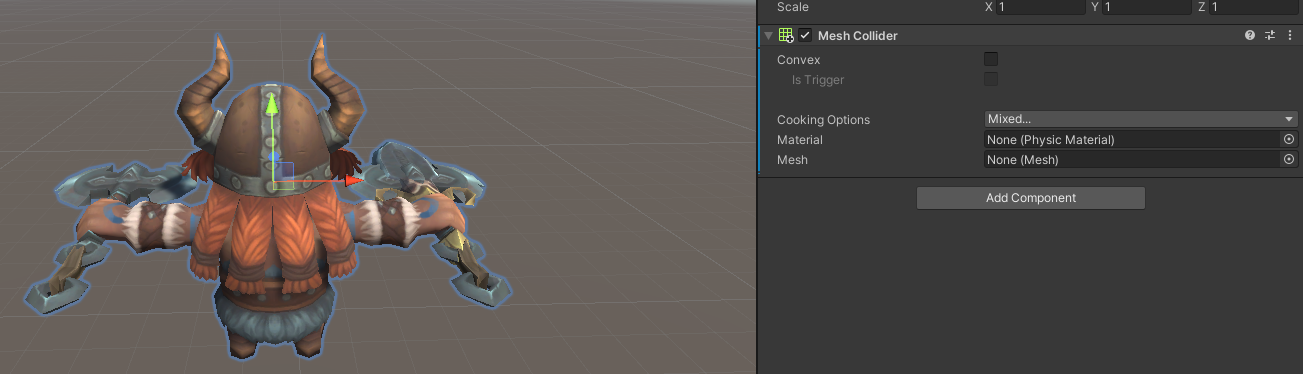 Scale X 1 Y 1 Z 1
Mesh Collider
Convex
Is Trigger
Cooking Options Mixed...
Material None (Physic Material)
Mesh None (Mesh)
Add Component